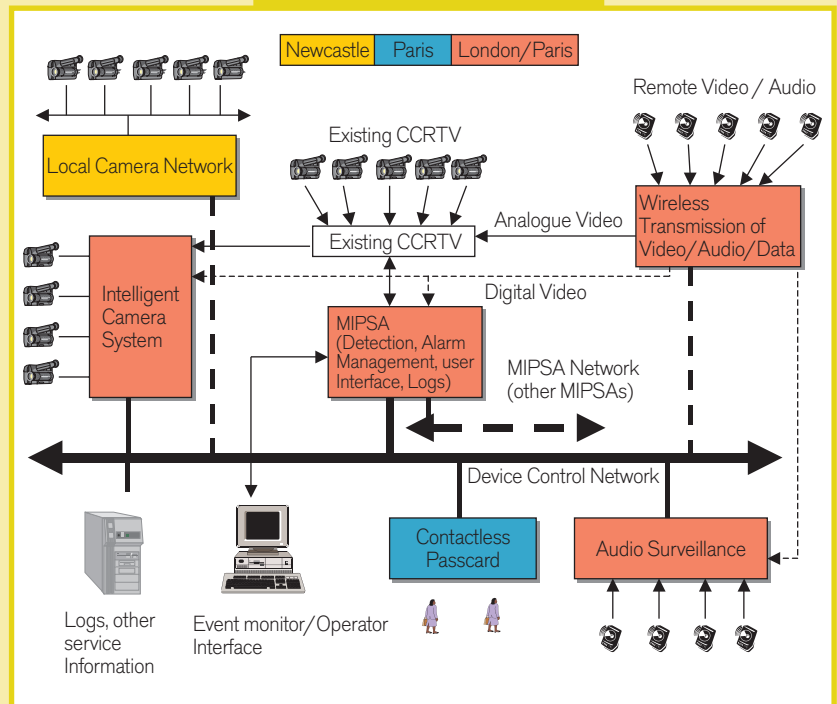 Newcastle Paris London/Paris
Remote Video / Audio
Local Camera Network
Existing CCRTV
Wireless
Transmission of
Video/Audio/Data
Analogue Video
Existing CCRTV
Intelligent
Camera
System
Digital Video
MIPSA
(Detection, Alarm
Management, user
Interface, Logs)
MIPSA Network
(other MIPSAs)
Device Control Network
Contactless
Passcard
Audio Surveillance
Logs, other
service
Information
Event monitor/Operator
Interface